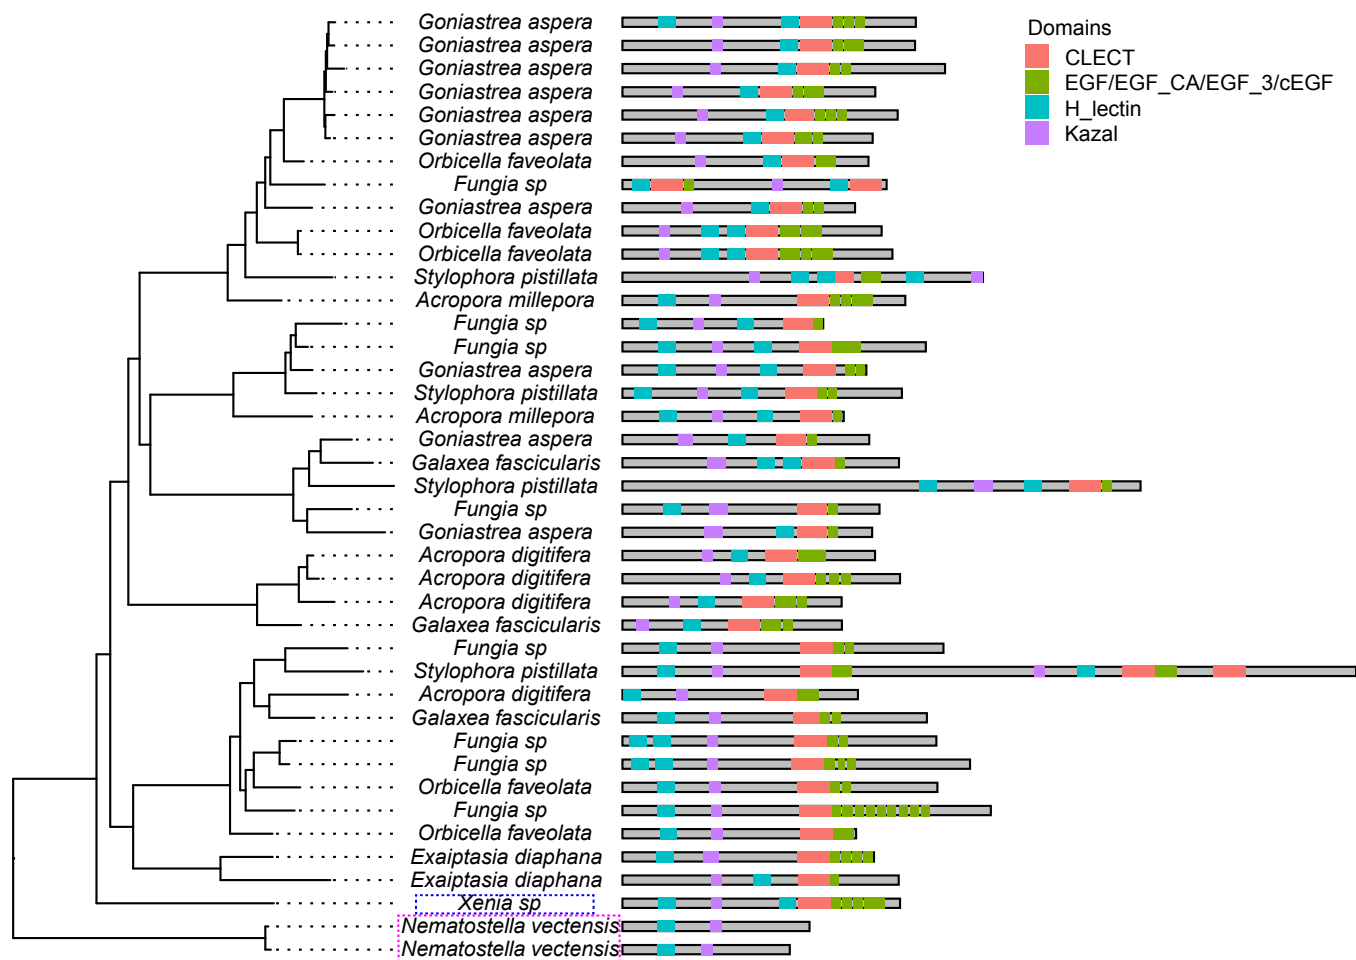 Goniastrea aspera
Goniastrea aspera
Goniastrea aspera
Goniastrea aspera
Goniastrea aspera
Goniastrea aspera
Orbicella faveolata
Fungia sp
Goniastrea aspera
Orbicella faveolata
Orbicella faveolata
Stylophora pistillata
Acropora millepora
Fungia sp
Fungia sp
Goniastrea aspera
Stylophora pistillata
Acropora millepora
Goniastrea aspera
Galaxea fascicularis
Stylophora pistillata
Fungia sp
Goniastrea aspera
Acropora digitifera
Acropora digitifera
Acropora digitifera
Galaxea fascicularis
Fungia sp
Stylophora pistillata
Acropora digitifera
Galaxea fascicularis
Fungia sp
Fungia sp
Orbicella faveolata
Fungia sp
Orbicella faveolata
Exaiptasia diaphana
Exaiptasia diaphana
Xenia sp
Nematostella vectensis
Nematostella vectensis
Domains
CLECT
EGF/EGF_CA/EGF_3/cEGF
H_lectin
Kazal